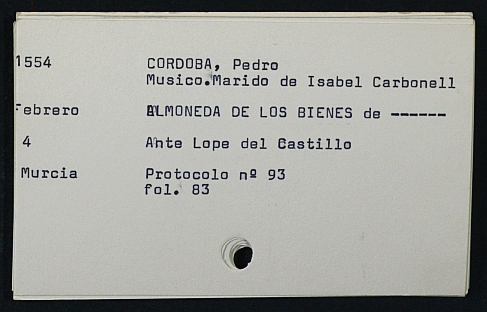 1554 CORDOBA, Pedro
Musico.Marido de Isabel Carbonell
Febrero ALMONEDA DE LOS BIENES de ------
4 Ante Lope del Castillo
Murcia Protocolo nº 93
fol. 83